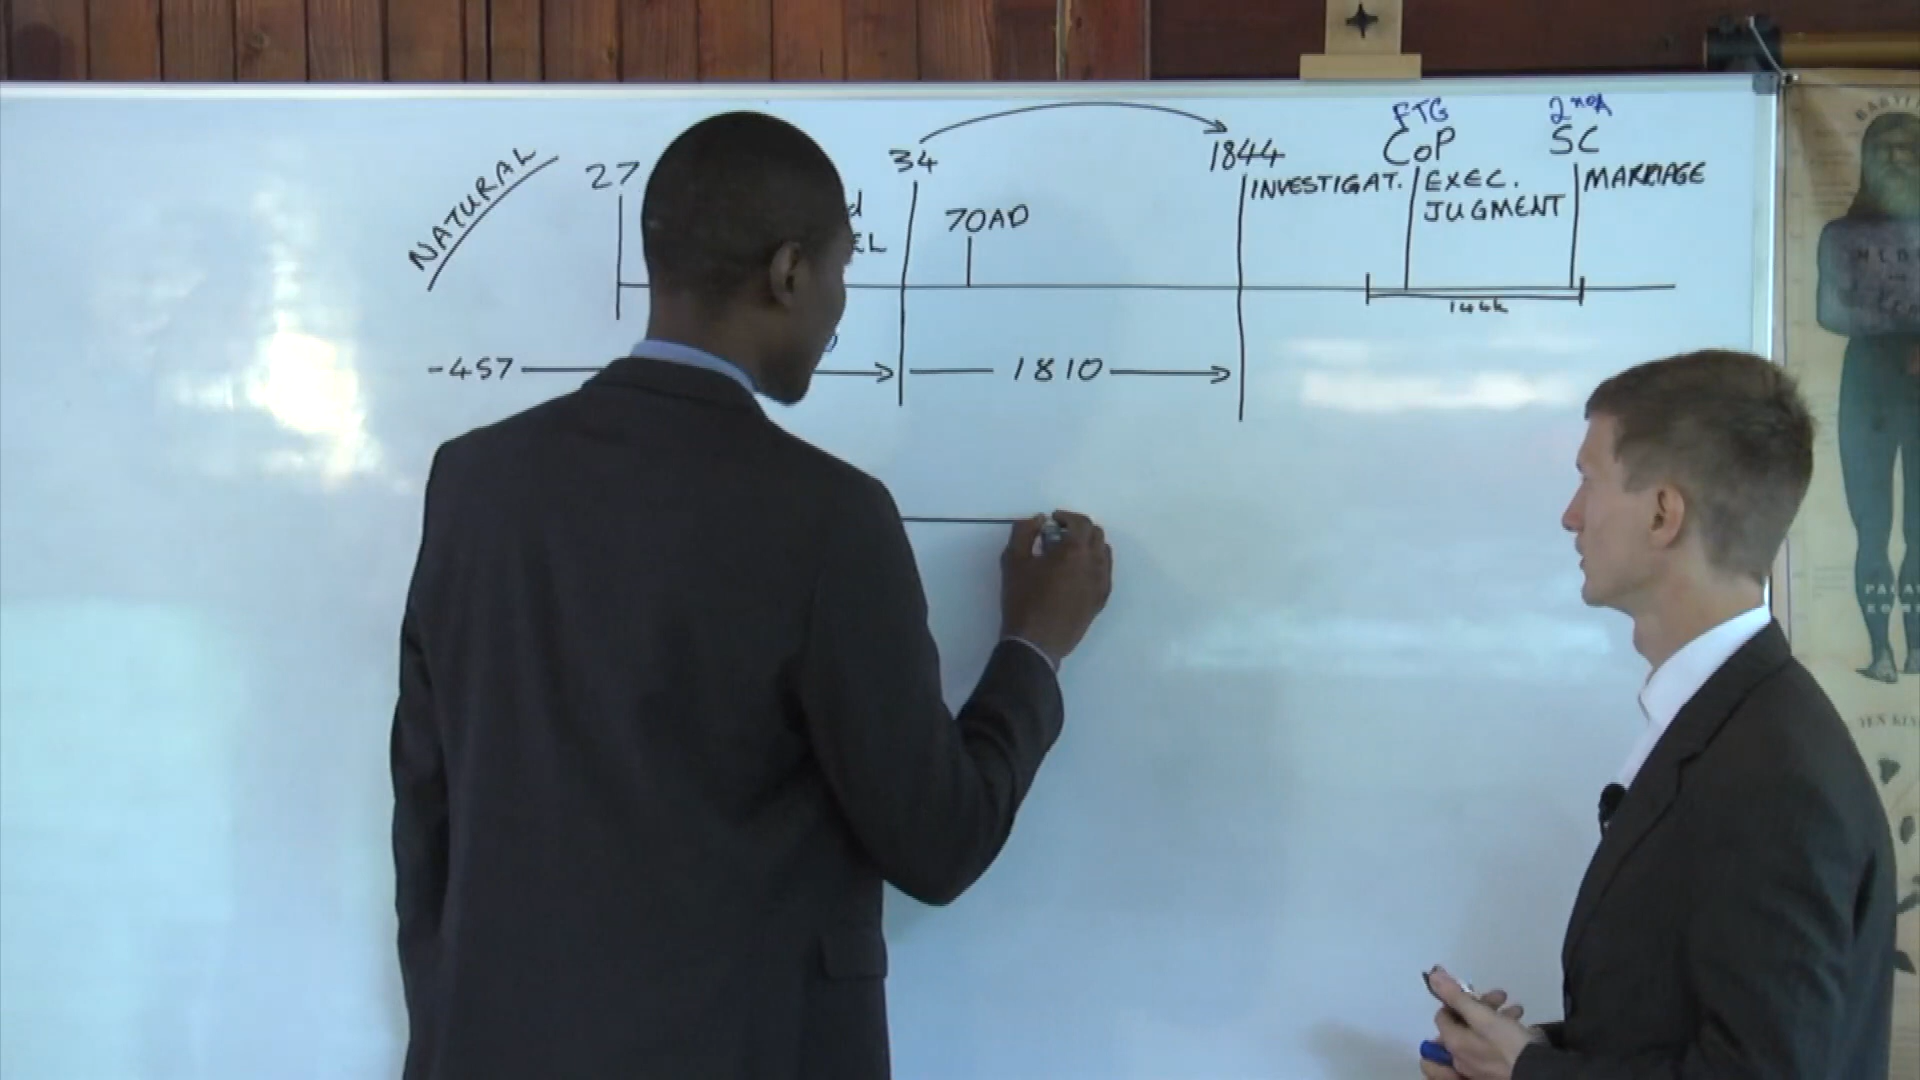 NATURAL
27
34
1844
FTG
CoP
2nd A
SC
70AD
INVESTIGAT.
EXEC.
JUGMENT
MARRIAGE
144k
-457
1810